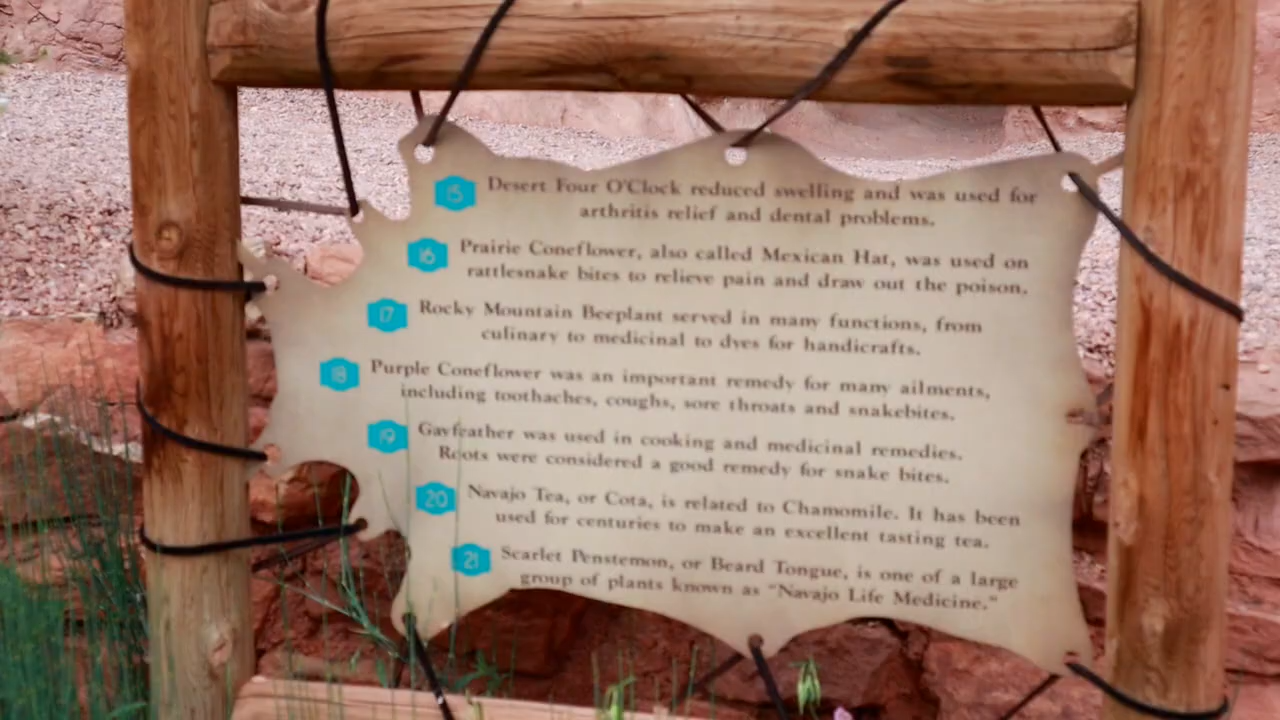 15 Desert Four O'Clock reduced swelling and was used for
arthritis relief and dental problems.
16 Prairie Coneflower, also called Mexican Hat, was used on
rattlesnake bites to relieve pain and draw out the poison.
17 Rocky Mountain Beeplant served in many functions, from
culinary to medicinal to dyes for handicrafts.
18 Purple Coneflower was an important remedy for many ailments,
including toothaches, coughs, sore throats and snakebites.
19 Gayfeather was used in cooking and medicinal remedies.
Roots were considered a good remedy for snake bites.
20 Navajo Tea, or Cota, is related to Chamomile. It has been
used for centuries to make an excellent tasting tea.
21 Scarlet Penstemon, or Beard Tongue, is one of a large
group of plants known as "Navajo Life Medicine."